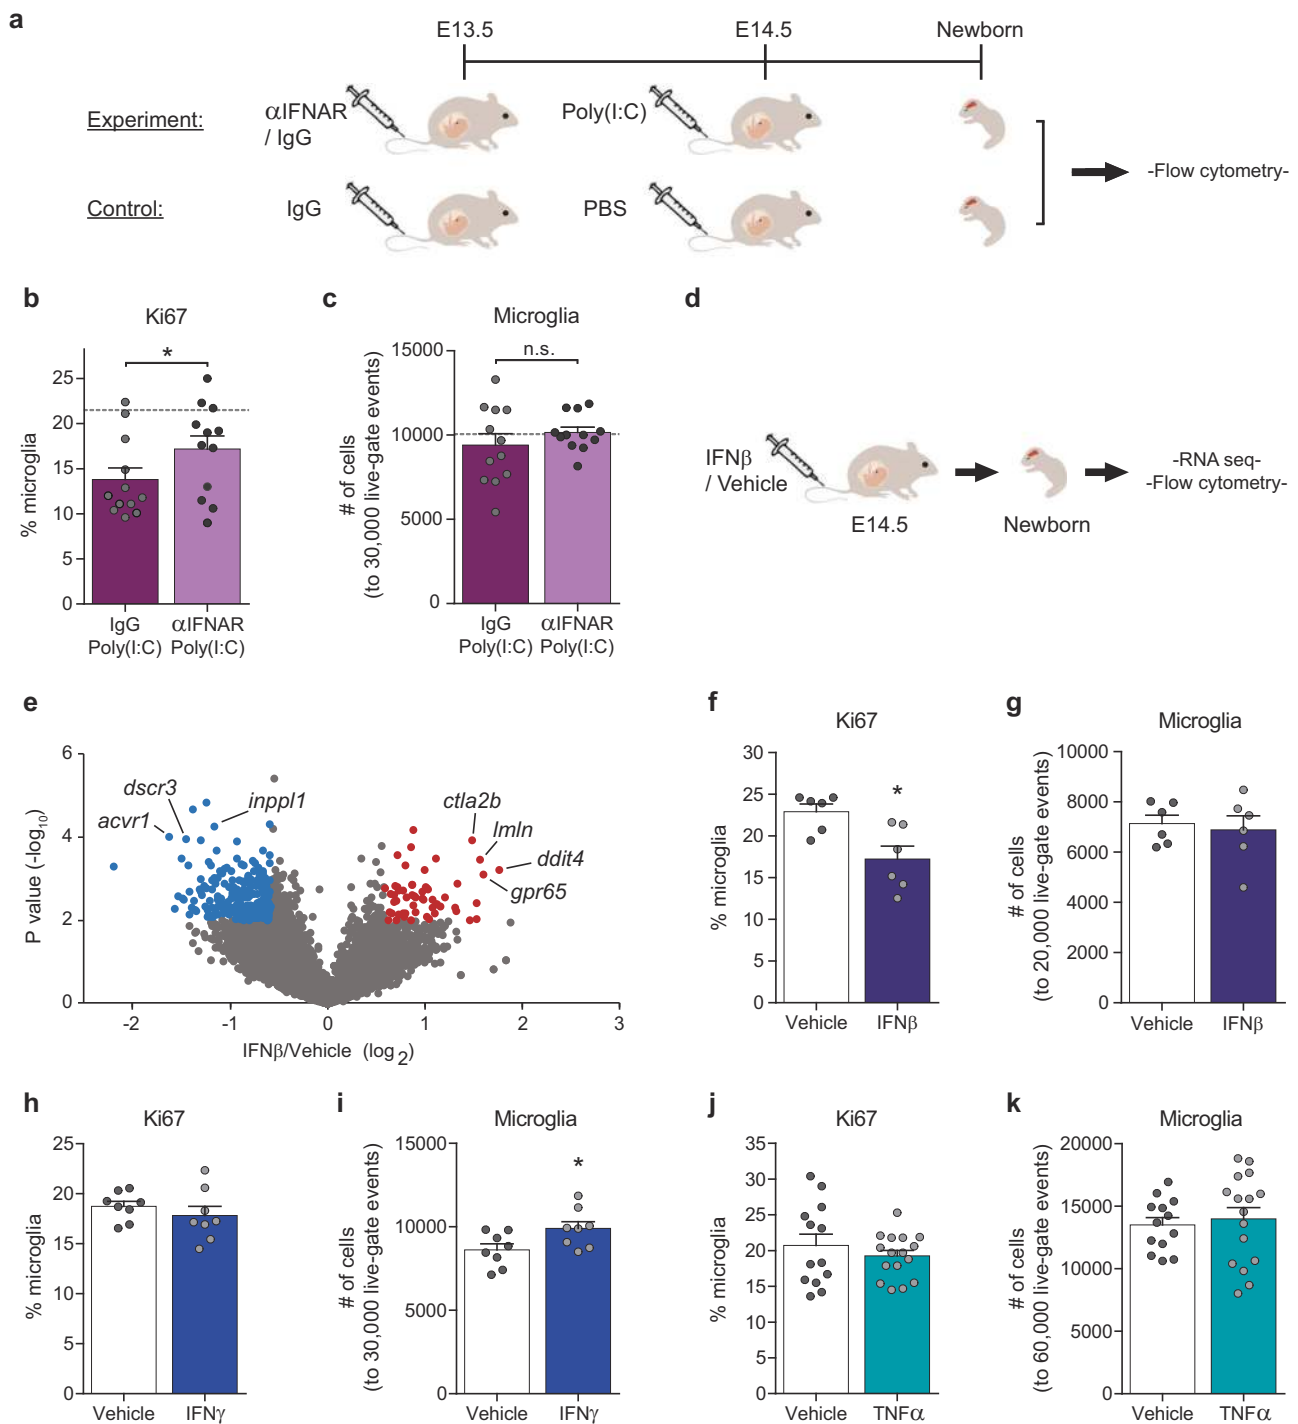 a
E13.5
E14.5
Newborn
Experiment:
αIFNAR
/ IgG
Poly(I:C)
-Flow cytometry-
Control:
IgG
PBS
b
Ki67
*
% microglia
25
20
15
10
5
0
IgG
Poly(I:C)
αIFNAR
Poly(I:C)
c
Microglia
n.s.
# of cells
(to 30,000 live-gate events)
15000
10000
5000
0
IgG
Poly(I:C)
αIFNAR
Poly(I:C)
d
IFNβ
/ Vehicle
E14.5
Newborn
-RNA seq-
-Flow cytometry-
e
P value (-log10)
6
4
2
0
dscr3
acvr1
inppl1
ctla2b
lmln
ddit4
gpr65
-2
-1
0
1
2
3
IFNβ/Vehicle (log2)
f
Ki67
*
% microglia
30
25
20
15
10
5
0
Vehicle
IFNβ
g
Microglia
# of cells
(to 20,000 live-gate events)
10000
8000
6000
4000
2000
0
Vehicle
IFNβ
h
Ki67
% microglia
25
20
15
10
5
0
Vehicle
IFNγ
i
Microglia
*
# of cells
(to 30,000 live-gate events)
15000
10000
5000
0
Vehicle
IFNγ
j
Ki67
% microglia
35
30
25
20
15
10
5
0
Vehicle
TNFα
k
Microglia
# of cells
(to 60,000 live-gate events)
20000
15000
10000
5000
0
Vehicle
TNFα